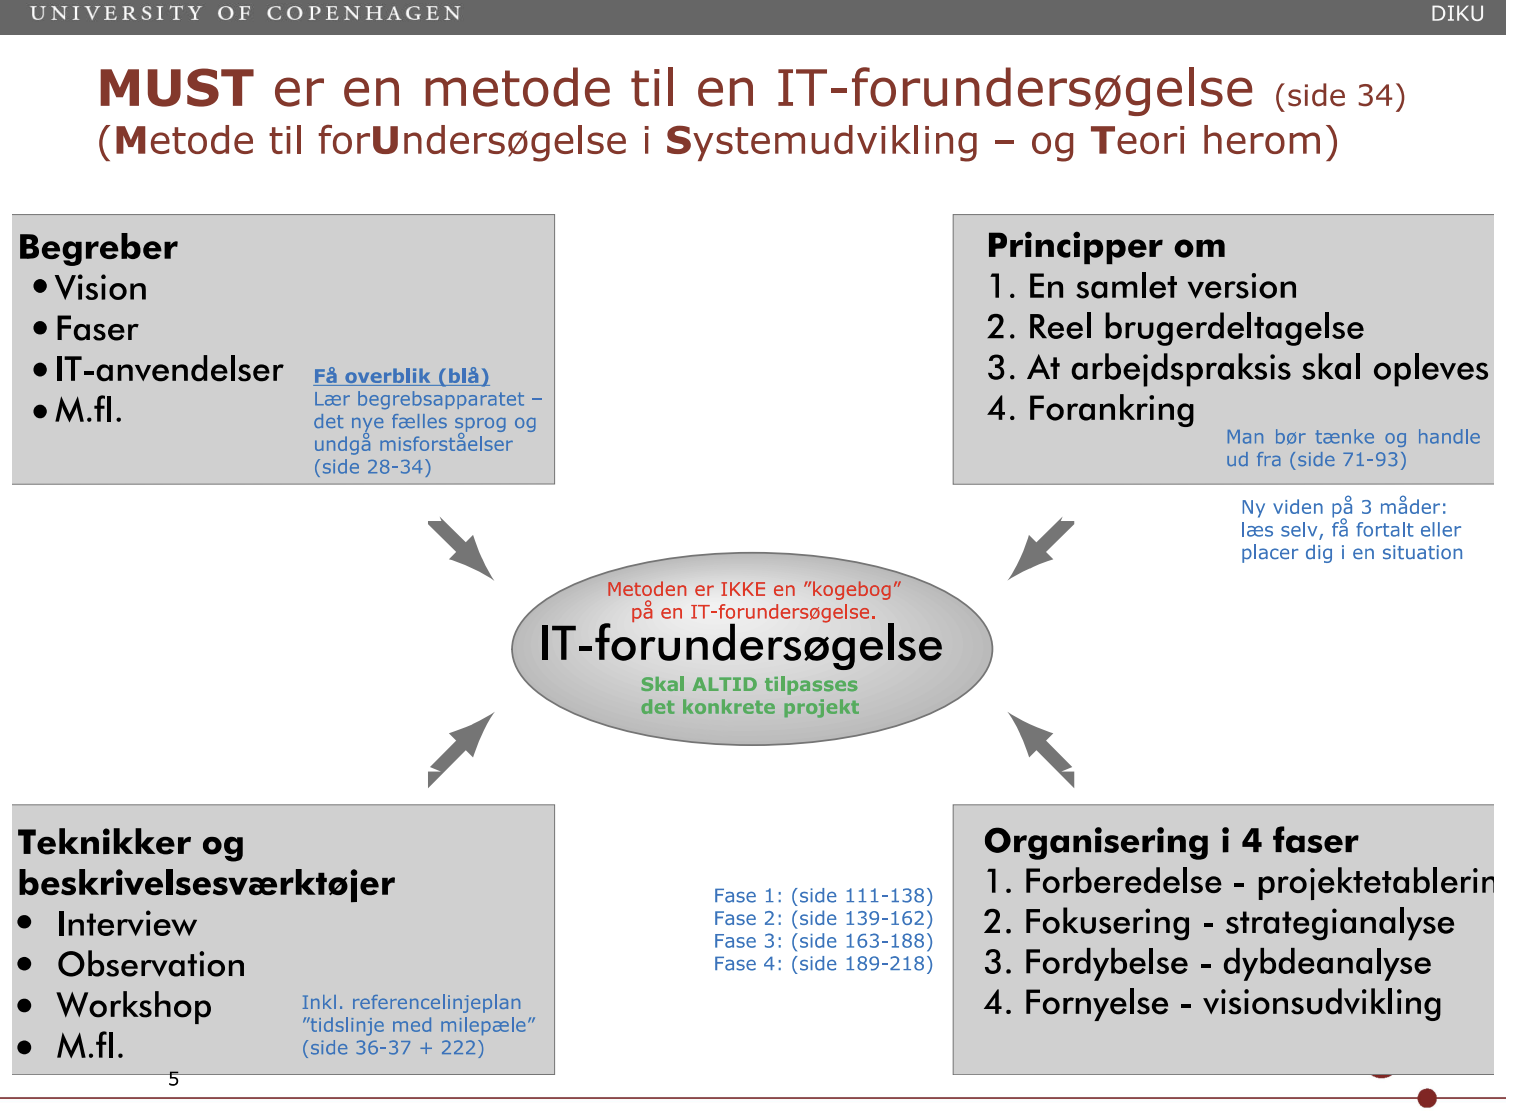 UNIVERSITY OF COPENHAGEN
DIKU
MUST er en metode til en IT-forundersøgelse (side 34)
(Metode til forUndersøgelse i Systemudvikling – og Teori herom)
Begreber
• Vision
• Faser
• IT-anvendelser
• M.fl.
Få overblik (blå)
Lær begrebsapparatet –
det nye fælles sprog og
undgå misforståelser
(side 28-34)
Principper om
1. En samlet version
2. Reel brugerdeltagelse
3. At arbejdspraksis skal opleves
4. Forankring
Man bør tænke og handle
ud fra (side 71-93)
Ny viden på 3 måder:
læs selv, få fortalt eller
placer dig i en situation
Metoden er IKKE en ”kogebog”
på en IT-forundersøgelse.
IT-forundersøgelse
Skal ALTID tilpasses
det konkrete projekt
Teknikker og
beskrivelsesværktøjer
• Interview
• Observation
• Workshop
• M.fl.
Inkl. referencelinjeplan
”tidslinje med milepæle”
(side 36-37 + 222)
Fase 1: (side 111-138)
Fase 2: (side 139-162)
Fase 3: (side 163-188)
Fase 4: (side 189-218)
Organisering i 4 faser
1. Forberedelse - projektetablerin
2. Fokusering - strategianalyse
3. Fordybelse - dybdeanalyse
4. Fornyelse - visionsudvikling
5